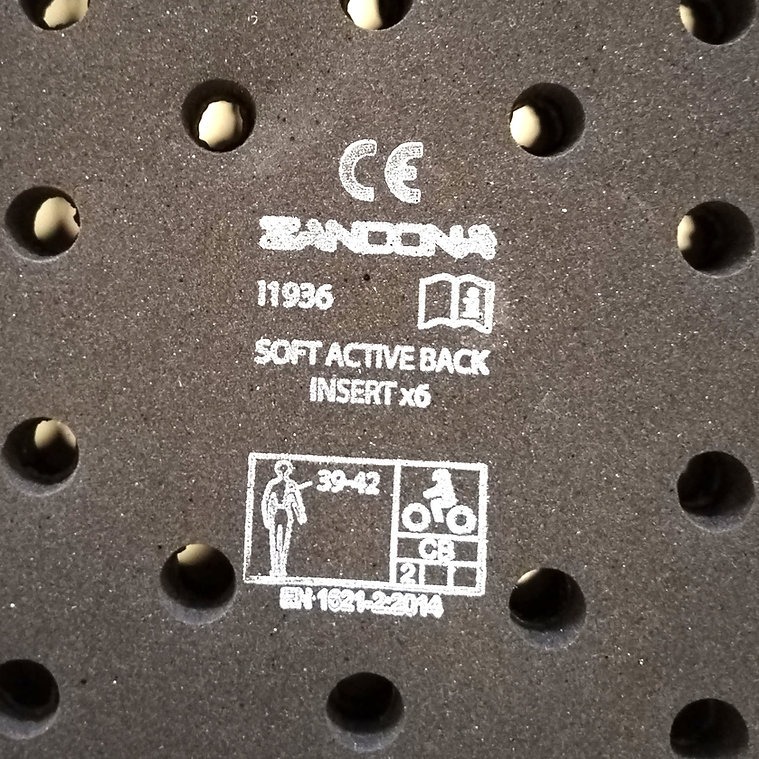 CE
ZANDONA
11936
SOFT ACTIVE BACK
INSERT x6
39-42
CB
2
EN 1621-2:2014